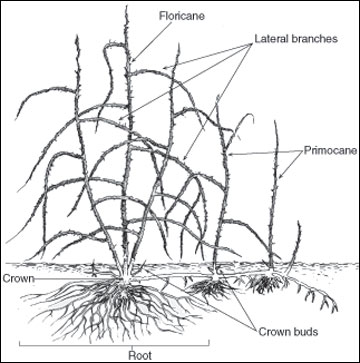 Floricane
Lateral branches
Primocane
Crown
Crown buds
Root